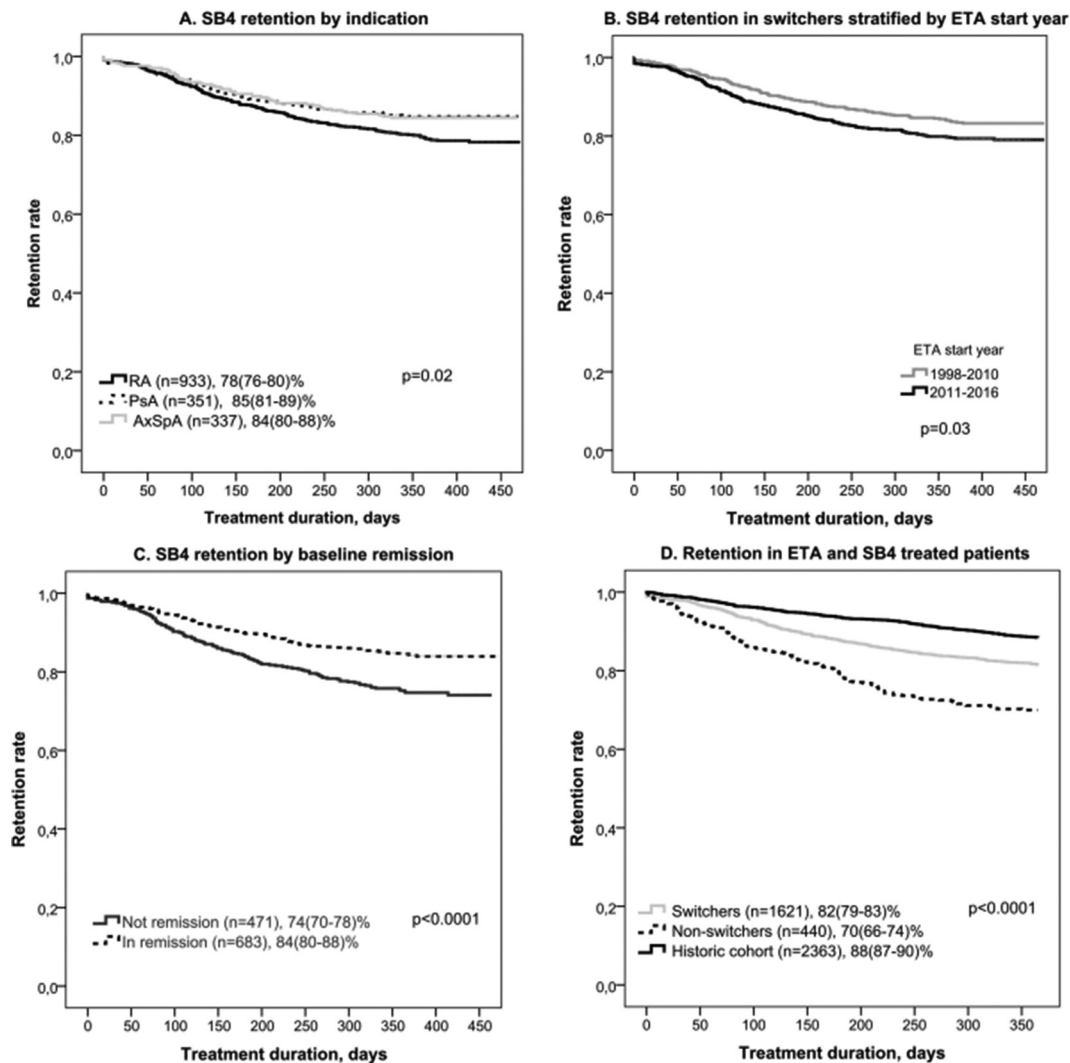 A. SB4 retention by indication
1,0
0,8
0,6
0,4
0,2
0,0
Retention rate
RA (n=933), 78(76-80)%
PsA (n=351), 85(81-89)%
AxSpA (n=337), 84(80-88)%
p=0.02
0 50 100 150 200 250 300 350 400 450
Treatment duration, days
B. SB4 retention in switchers stratified by ETA start year
1,0
0,8
0,6
0,4
0,2
0,0
Retention rate
ETA start year
1998-2010
2011-2016
p=0.03
0 50 100 150 200 250 300 350 400 450
Treatment duration, days
C. SB4 retention by baseline remission
1,0
0,8
0,6
0,4
0,2
0,0
Retention rate
Not remission (n=471), 74(70-78)%
In remission (n=683), 84(80-88)%
p<0.0001
0 50 100 150 200 250 300 350 400 450
Treatment duration, days
D. Retention in ETA and SB4 treated patients
1,0
0,8
0,6
0,4
0,2
0,0
Retention rate
Switchers (n=1621), 82(79-83)%
Non-switchers (n=440), 70(66-74)%
Historic cohort (n=2363), 88(87-90)%
p<0.0001
0 50 100 150 200 250 300 350
Treatment duration, days